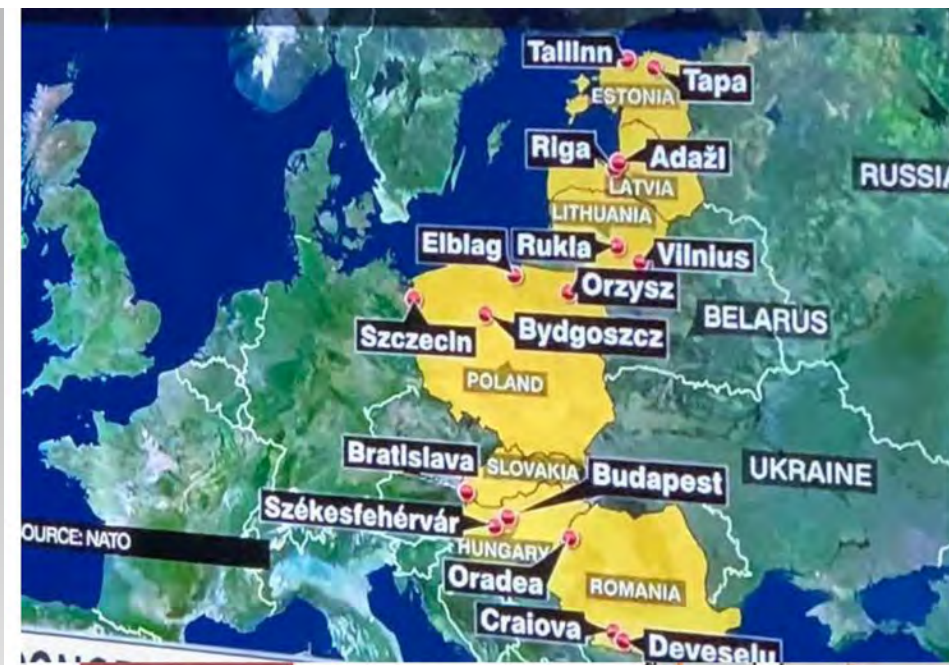 Tallinn
Tapa
ESTONIA
Riga
Adaži
RUSSIA
LATVIA
LITHUANIA
Elblag
Rukla
Vilnius
Orzysz
BELARUS
Szczecin
Bydgoszcz
POLAND
Bratislava
SLOVAKIA
Budapest
UKRAINE
Székesfehérvár
OURCE: NATO
HUNGARY
Oradea
ROMANIA
Craiova
Deveselu